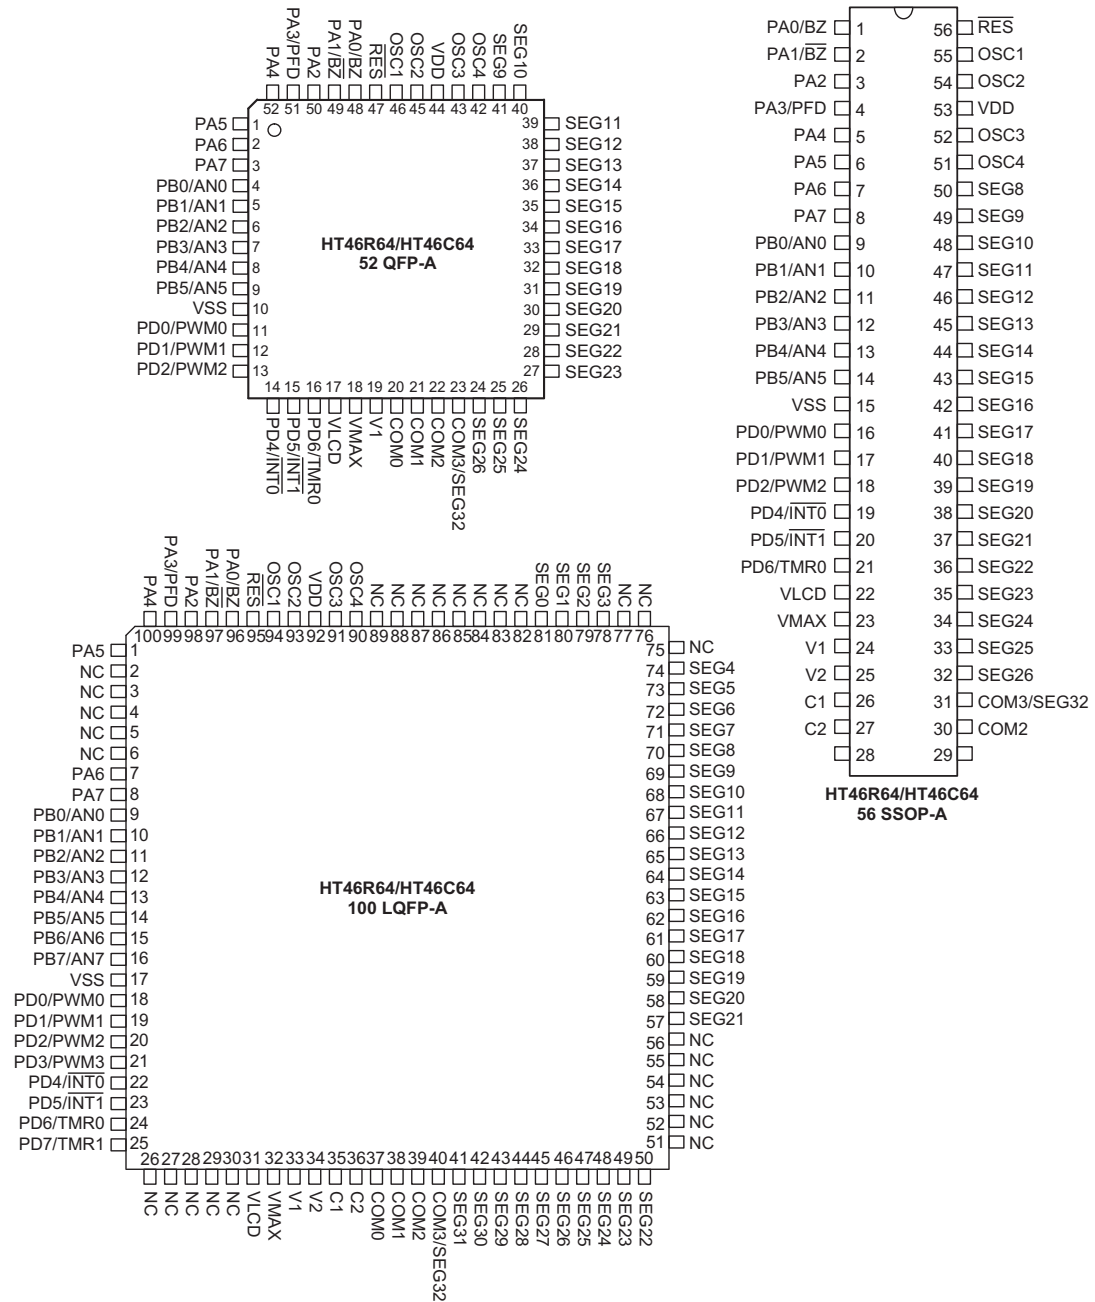 PA4
PA3/PFD
PA2
PA1/BZ
PA0/BZ
RES
OSC1
OSC2
VDD
OSC3
OSC4
SEG9
SEG10
52 51 50 49 48 47 46 45 44 43 42 41 40
PA5 1
PA6 2
PA7 3
PB0/AN0 4
PB1/AN1 5
PB2/AN2 6
PB3/AN3 7
PB4/AN4 8
PB5/AN5 9
VSS 10
PD0/PWM0 11
PD1/PWM1 12
PD2/PWM2 13
HT46R64/HT46C64
52 QFP-A
39 SEG11
38 SEG12
37 SEG13
36 SEG14
35 SEG15
34 SEG16
33 SEG17
32 SEG18
31 SEG19
30 SEG20
29 SEG21
28 SEG22
27 SEG23
14 15 16 17 18 19 20 21 22 23 24 25 26
PD4/INT0
PD5/INT1
PD6/TMR0
VLCD
VMAX
V1
COM0
COM1
COM2
COM3/SEG32
SEG26
SEG25
SEG24
PA0/BZ 1 56 RES
PA1/BZ 2 55 OSC1
PA2 3 54 OSC2
PA3/PFD 4 53 VDD
PA4 5 52 OSC3
PA5 6 51 OSC4
PA6 7 50 SEG8
PA7 8 49 SEG9
PB0/AN0 9 48 SEG10
PB1/AN1 10 47 SEG11
PB2/AN2 11 46 SEG12
PB3/AN3 12 45 SEG13
PB4/AN4 13 44 SEG14
PB5/AN5 14 43 SEG15
VSS 15 42 SEG16
PD0/PWM0 16 41 SEG17
PD1/PWM1 17 40 SEG18
PD2/PWM2 18 39 SEG19
PD4/INT0 19 38 SEG20
PD5/INT1 20 37 SEG21
PD6/TMR0 21 36 SEG22
VLCD 22 35 SEG23
VMAX 23 34 SEG24
V1 24 33 SEG25
V2 25 32 SEG26
C1 26 31 COM3/SEG32
C2 27 30 COM2
28 29
HT46R64/HT46C64
56 SSOP-A
PA4
PA3/PFD
PA2
PA1/BZ
PA0/BZ
RES
OSC1
OSC2
VDD
OSC3
OSC4
NC
NC
NC
NC
NC
NC
NC
NC
SEG0
SEG1
SEG2
SEG3
NC
NC
100 99 98 97 96 95 94 93 92 91 90 89 88 87 86 85 84 83 82 81 80 79 78 77 76
PA5 1
NC 2
NC 3
NC 4
NC 5
NC 6
PA6 7
PA7 8
PB0/AN0 9
PB1/AN1 10
PB2/AN2 11
PB3/AN3 12
PB4/AN4 13
PB5/AN5 14
PB6/AN6 15
PB7/AN7 16
VSS 17
PD0/PWM0 18
PD1/PWM1 19
PD2/PWM2 20
PD3/PWM3 21
PD4/INT0 22
PD5/INT1 23
PD6/TMR0 24
PD7/TMR1 25
HT46R64/HT46C64
100 LQFP-A
75 NC
74 SEG4
73 SEG5
72 SEG6
71 SEG7
70 SEG8
69 SEG9
68 SEG10
67 SEG11
66 SEG12
65 SEG13
64 SEG14
63 SEG15
62 SEG16
61 SEG17
60 SEG18
59 SEG19
58 SEG20
57 SEG21
56 NC
55 NC
54 NC
53 NC
52 NC
51 NC
26 27 28 29 30 31 32 33 34 35 36 37 38 39 40 41 42 43 44 45 46 47 48 49 50
NC
NC
NC
NC
NC
VLCD
VMAX
V1
V2
C1
C2
COM0
COM1
COM2
COM3/SEG32
SEG31
SEG30
SEG29
SEG28
SEG27
SEG26
SEG25
SEG24
SEG23
SEG22